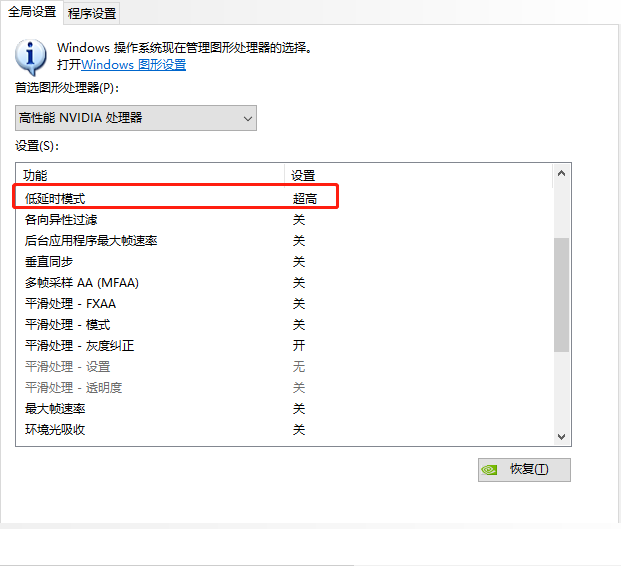 全局设置 程序设置
Windows 操作系统现在管理图形处理器的选择。
打开Windows 图形设置
首选图形处理器(P):
高性能 NVIDIA 处理器
设置(S):
功能 设置
低延时模式 超高
各向异性过滤 关
后台应用程序最大帧速率 关
垂直同步 关
多帧采样 AA (MFAA) 关
平滑处理 - FXAA 关
平滑处理 - 模式 关
平滑处理 - 灰度纠正 开
平滑处理 - 设置 无
平滑处理 - 透明度 关
最大帧速率 关
环境光吸收 关
恢复(T)